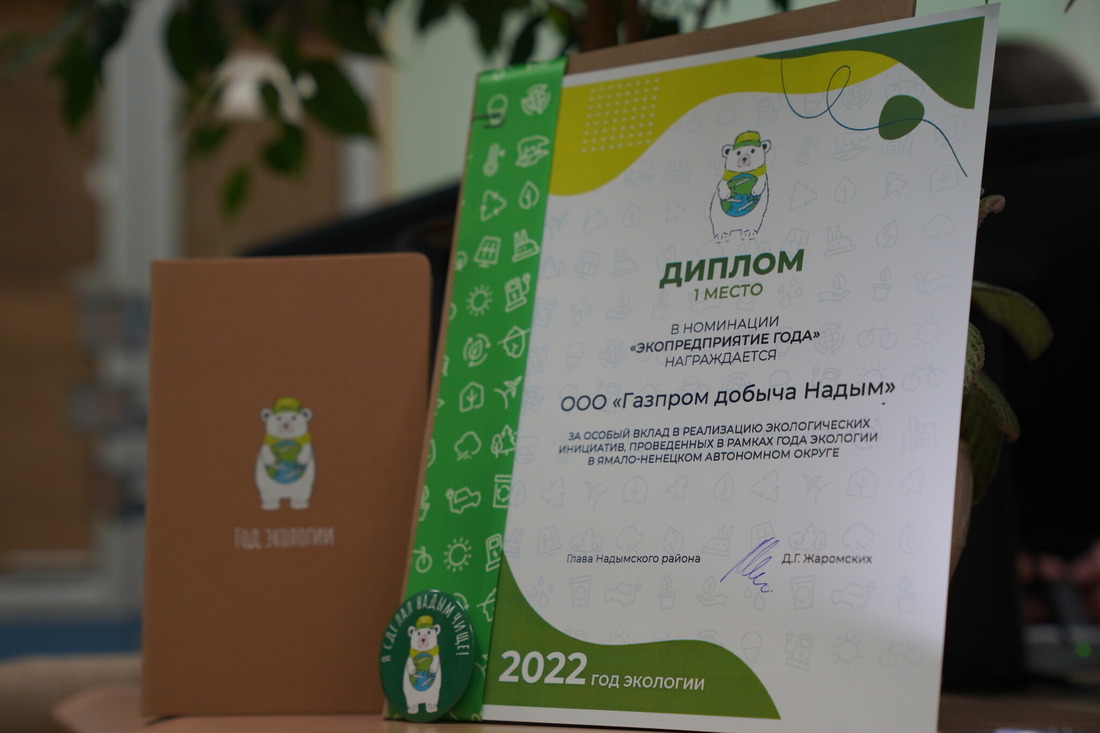 ДИПЛОМ
1 МЕСТО
В НОМИНАЦИИ
«ЭКОПРЕДПРИЯТИЕ ГОДА»
НАГРАЖДАЕТСЯ
ООО «Газпром добыча Надым»
ЗА ОСОБЫЙ ВКЛАД В РЕАЛИЗАЦИЮ ЭКОЛОГИЧЕСКИХ
ИНИЦИАТИВ, ПРОВЕДЕННЫХ В РАМКАХ ГОДА ЭКОЛОГИИ
В ЯМАЛО-НЕНЕЦКОМ АВТОНОМНОМ ОКРУГЕ
Глава Надымского района Д.Г. Жаромских
2022 ГОД ЭКОЛОГИИ
ГОД ЭКОЛОГИИ
Я СДЕЛАЛ НАДЫМ ЧИЩЕ!